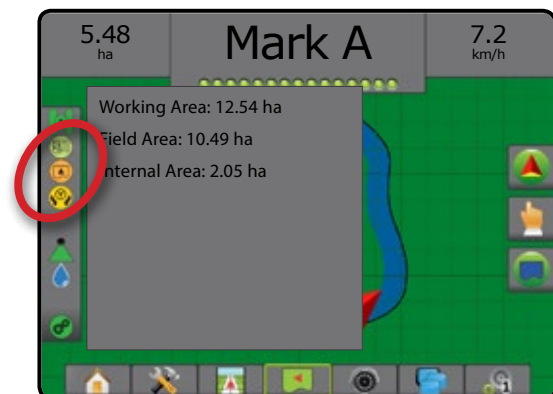 5.48
ha
Mark A
7.2
km/h
Working Area: 12.54 ha
Field Area: 10.49 ha
Internal Area: 2.05 ha
1